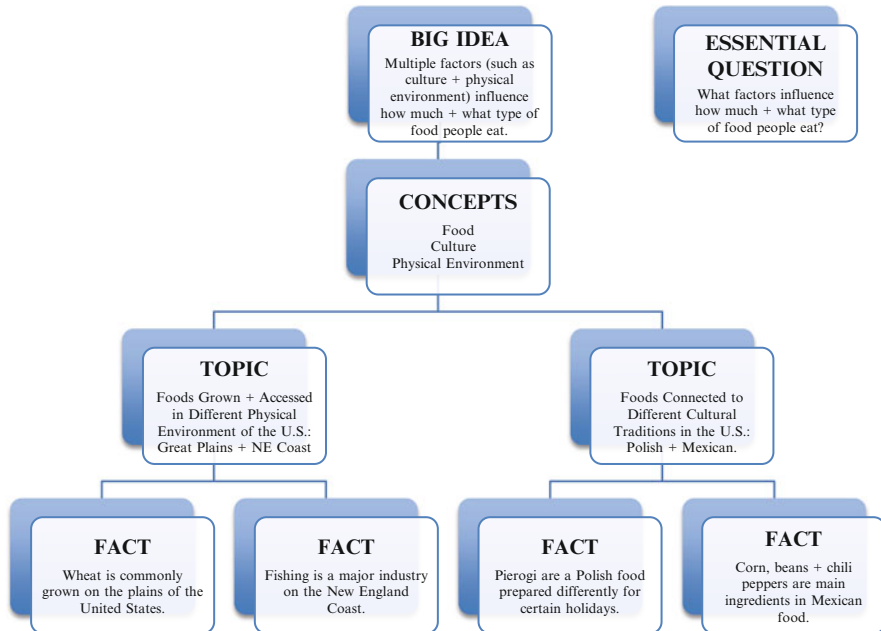 BIG IDEA
Multiple factors (such as
culture + physical
environment) influence
how much + what type of
food people eat.
ESSENTIAL
QUESTION
What factors influence
how much + what type
of food people eat?
CONCEPTS
Food
Culture
Physical Environment
TOPIC
Foods Grown + Accessed
in Different Physical
Environment of the U.S.:
Great Plains + NE Coast
TOPIC
Foods Connected to
Different Cultural
Traditions in the U.S.:
Polish + Mexican.
FACT
Wheat is commonly
grown on the plains of the
United States.
FACT
Fishing is a major industry
on the New England
Coast.
FACT
Pierogi are a Polish food
prepared differently for
certain holidays.
FACT
Corn, beans + chili
peppers are main
ingredients in Mexican
food.